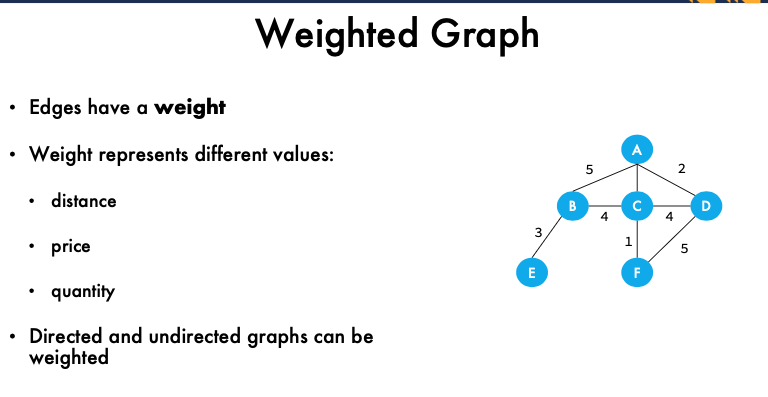 Weighted Graph
• Edges have a weight
• Weight represents different values:
• distance
• price
• quantity
• Directed and undirected graphs can be
weighted
A
5
2
B
C
D
4
4
3
1
5
E
F